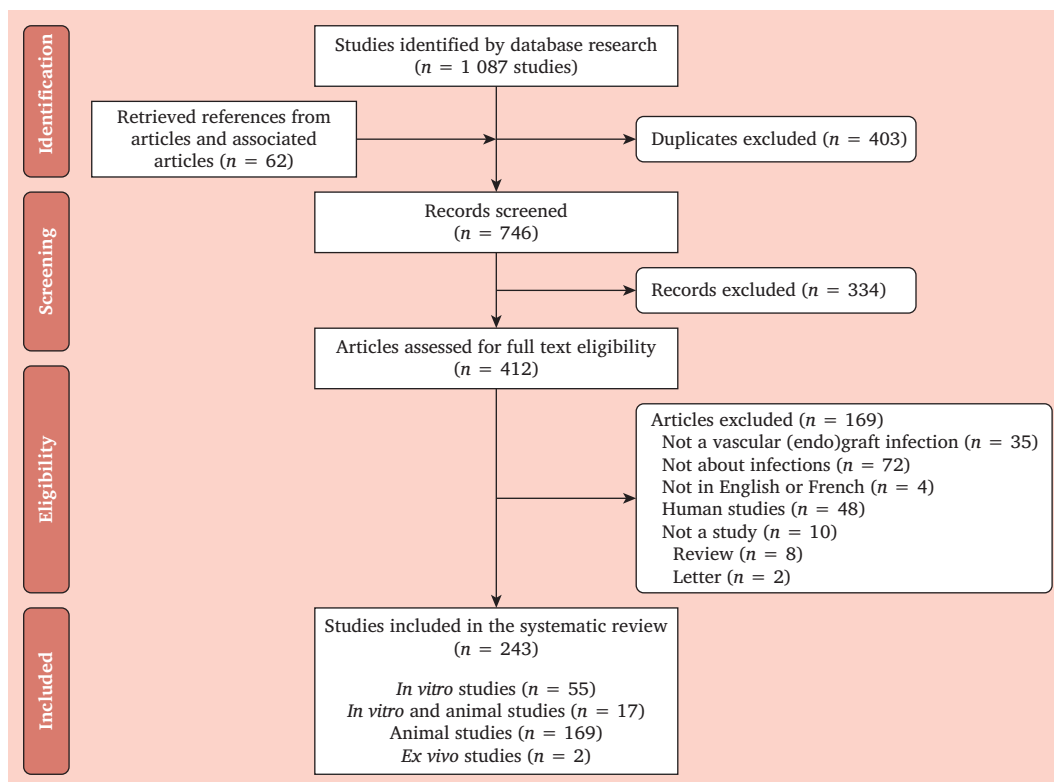 Identification
Studies identified by database research
(n = 1 087 studies)
Retrieved references from
articles and associated
articles (n = 62)
Duplicates excluded (n = 403)
Screening
Records screened
(n = 746)
Records excluded (n = 334)
Articles assessed for full text eligibility
(n = 412)
Eligibility
Articles excluded (n = 169)
Not a vascular (endo)graft infection (n = 35)
Not about infections (n = 72)
Not in English or French (n = 4)
Human studies (n = 48)
Not a study (n = 10)
Review (n = 8)
Letter (n = 2)
Included
Studies included in the systematic review
(n = 243)
In vitro studies (n = 55)
In vitro and animal studies (n = 17)
Animal studies (n = 169)
Ex vivo studies (n = 2)